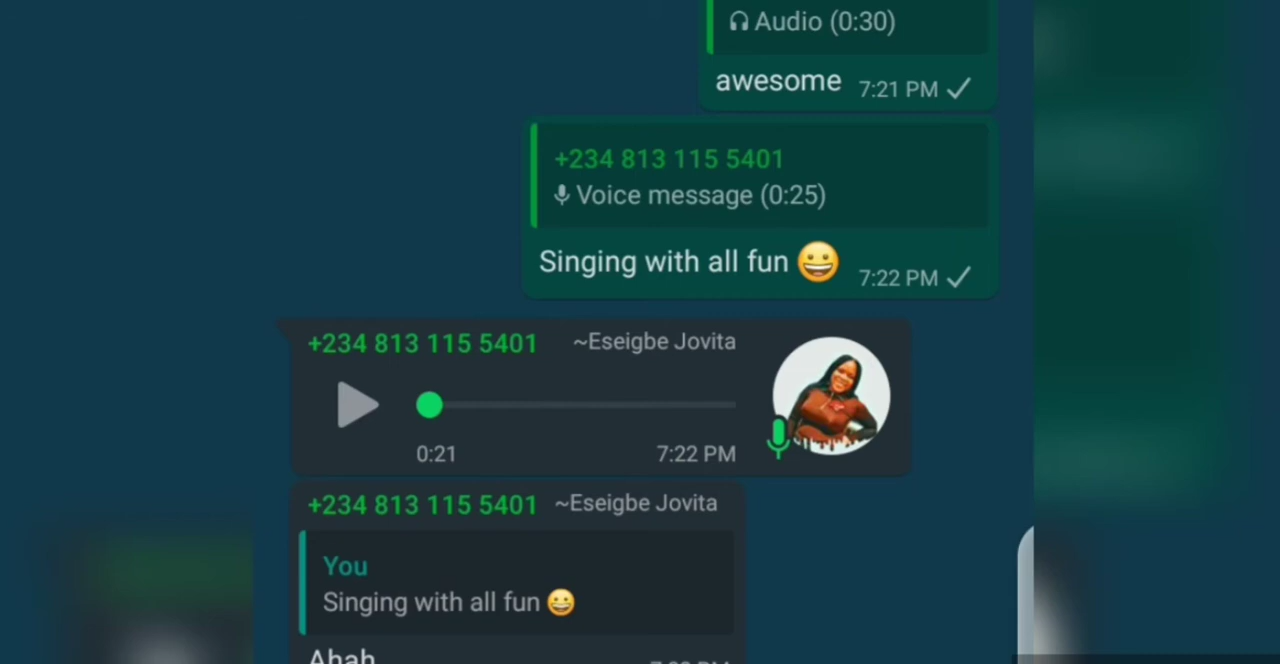 Audio (0:30)
awesome 7:21 PM
+234 813 115 5401
Voice message (0:25)
Singing with all fun 😀 7:22 PM
+234 813 115 5401 ~Eseigbe Jovita
0:21 7:22 PM
+234 813 115 5401 ~Eseigbe Jovita
You
Singing with all fun 😀
Ahah